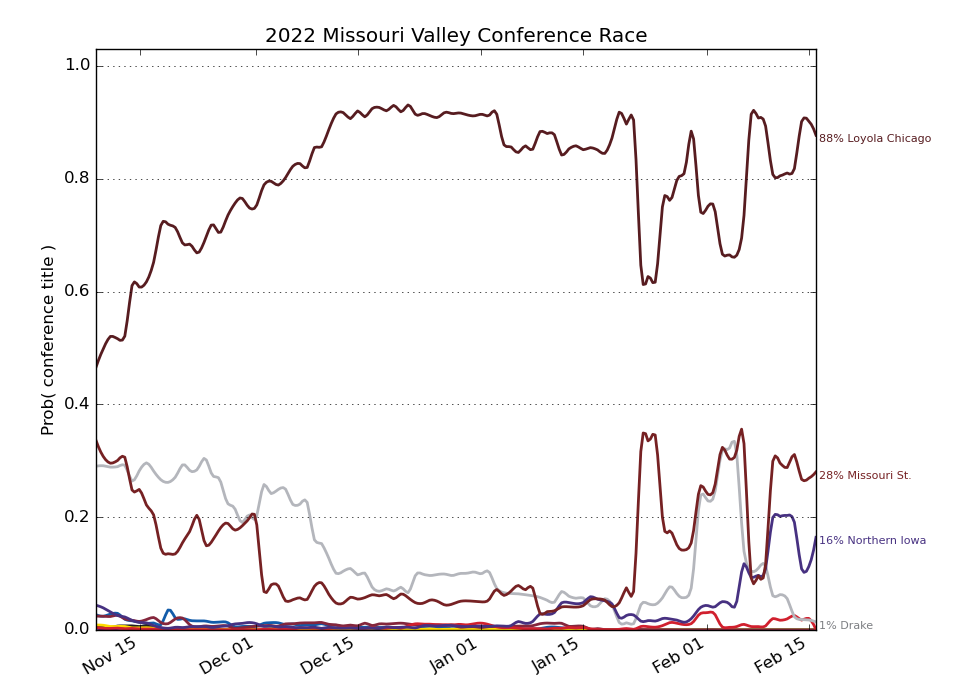 2022 Missouri Valley Conference Race
Prob( conference title )
1.0
0.8
0.6
0.4
0.2
0.0
Nov 15
Dec 01
Dec 15
Jan 01
Jan 15
Feb 01
Feb 15
88% Loyola Chicago
28% Missouri St.
16% Northern Iowa
1% Drake